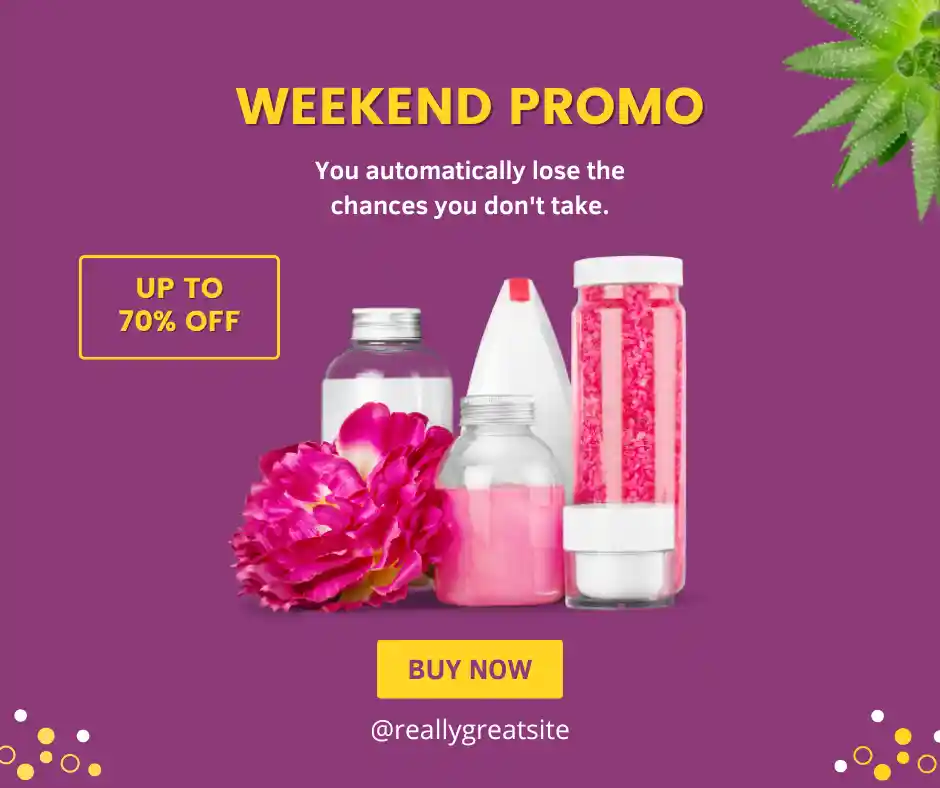 WEEKEND PROMO
You automatically lose the
chances you don't take.
UP TO
70% OFF
BUY NOW
@reallygreatsite